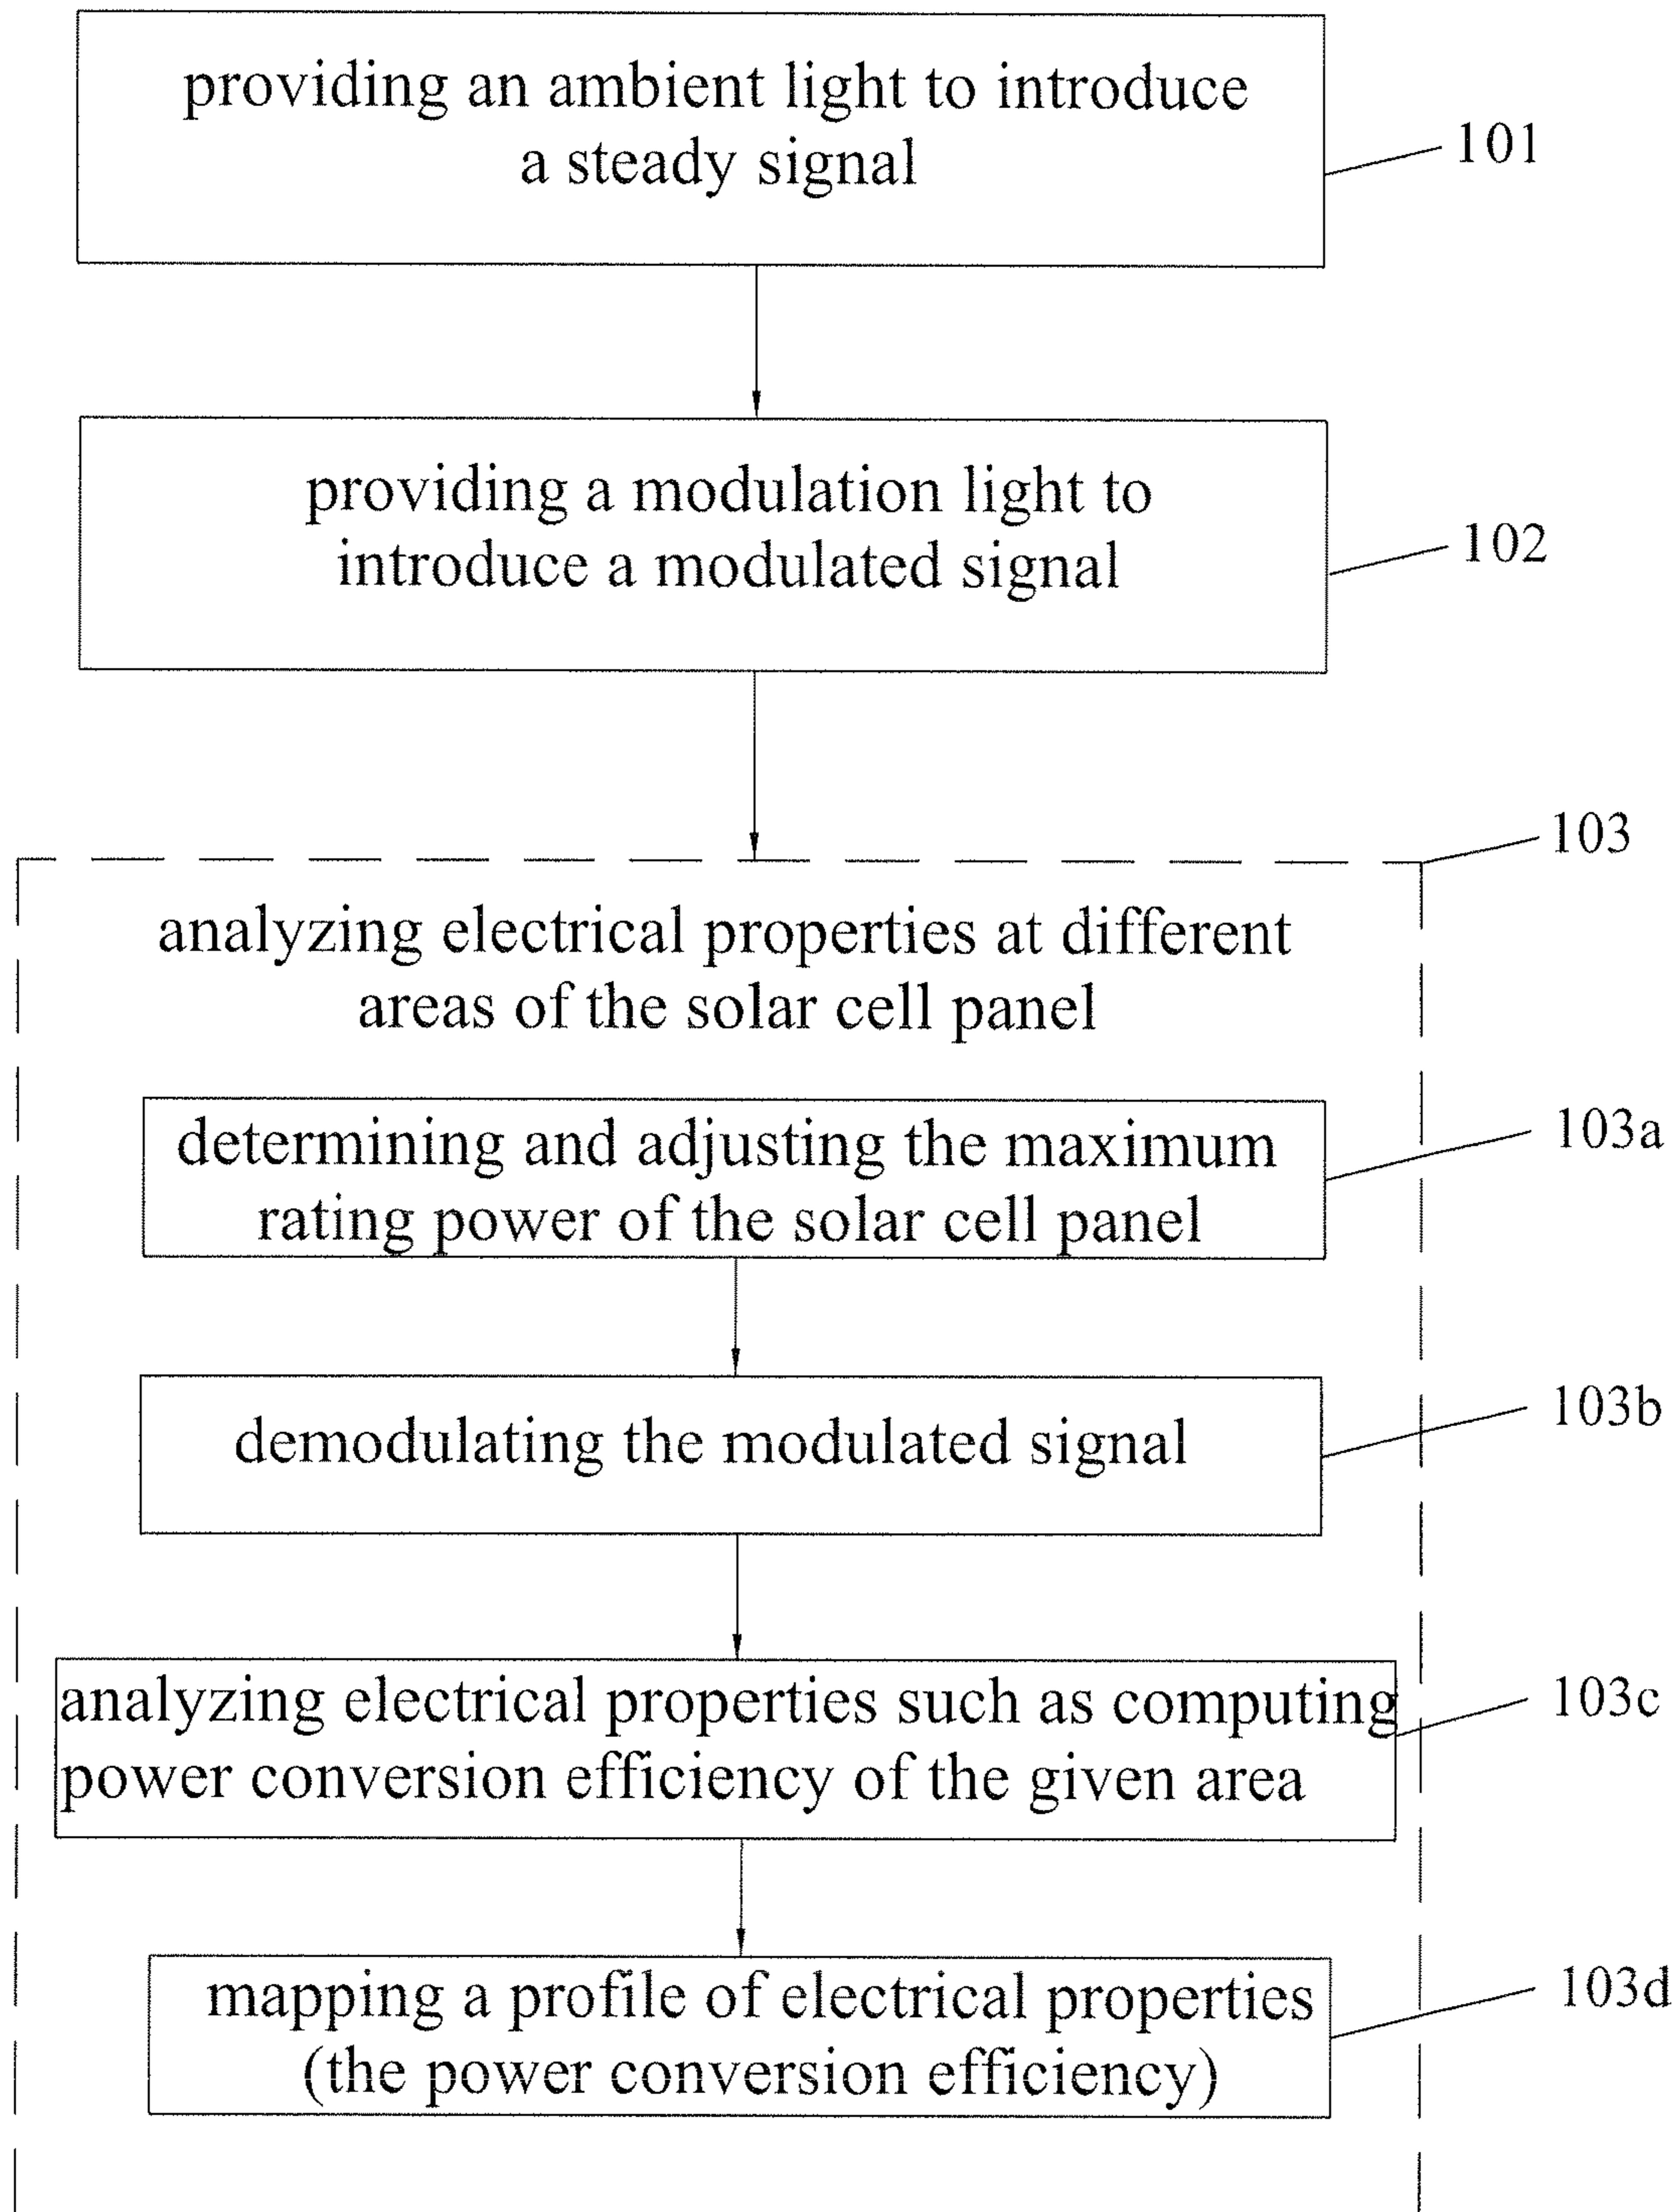 providing an ambient light to introduce
a steady signal
101
providing a modulation light to
introduce a modulated signal
102
103
analyzing electrical properties at different
areas of the solar cell panel
determining and adjusting the maximum
rating power of the solar cell panel
103a
demodulating the modulated signal
103b
analyzing electrical properties such as computing
power conversion efficiency of the given area
103c
mapping a profile of electrical properties
(the power conversion efficiency)
103d